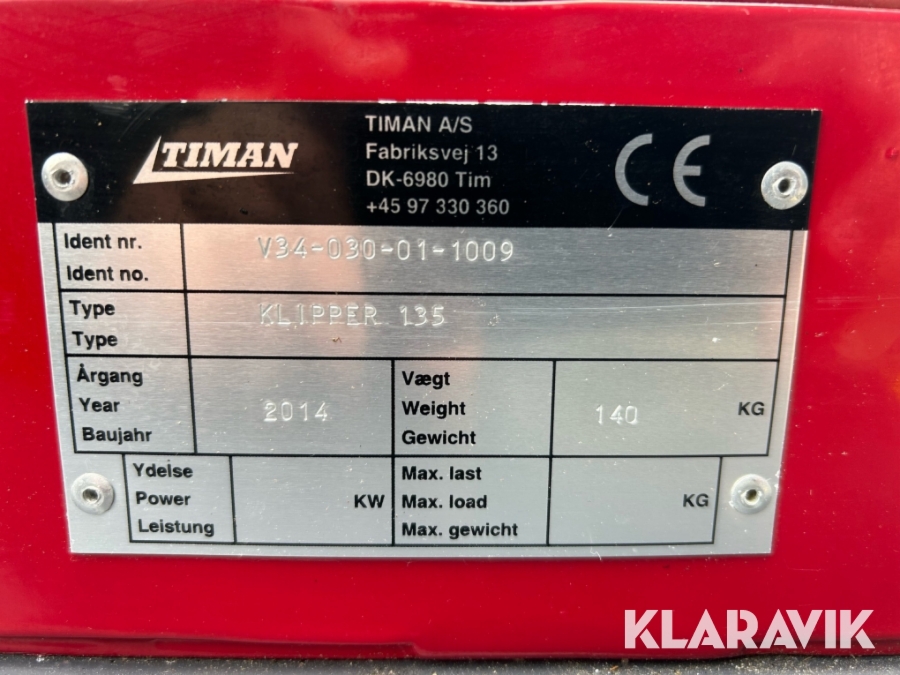 TIMAN
TIMAN A/S
Fabriksvej 13
DK-6980 Tim
+45 97 330 360
CE
Ident nr.
Ident no.
V34-030-01-1009
Type
Type
KLIPPER 135
Årgang
Year
Baujahr
2014
Vægt
Weight
Gewicht
140
KG
Ydelse
Power
Leistung
KW
Max. last
Max. load
Max. gewicht
KG
KLARAVIK